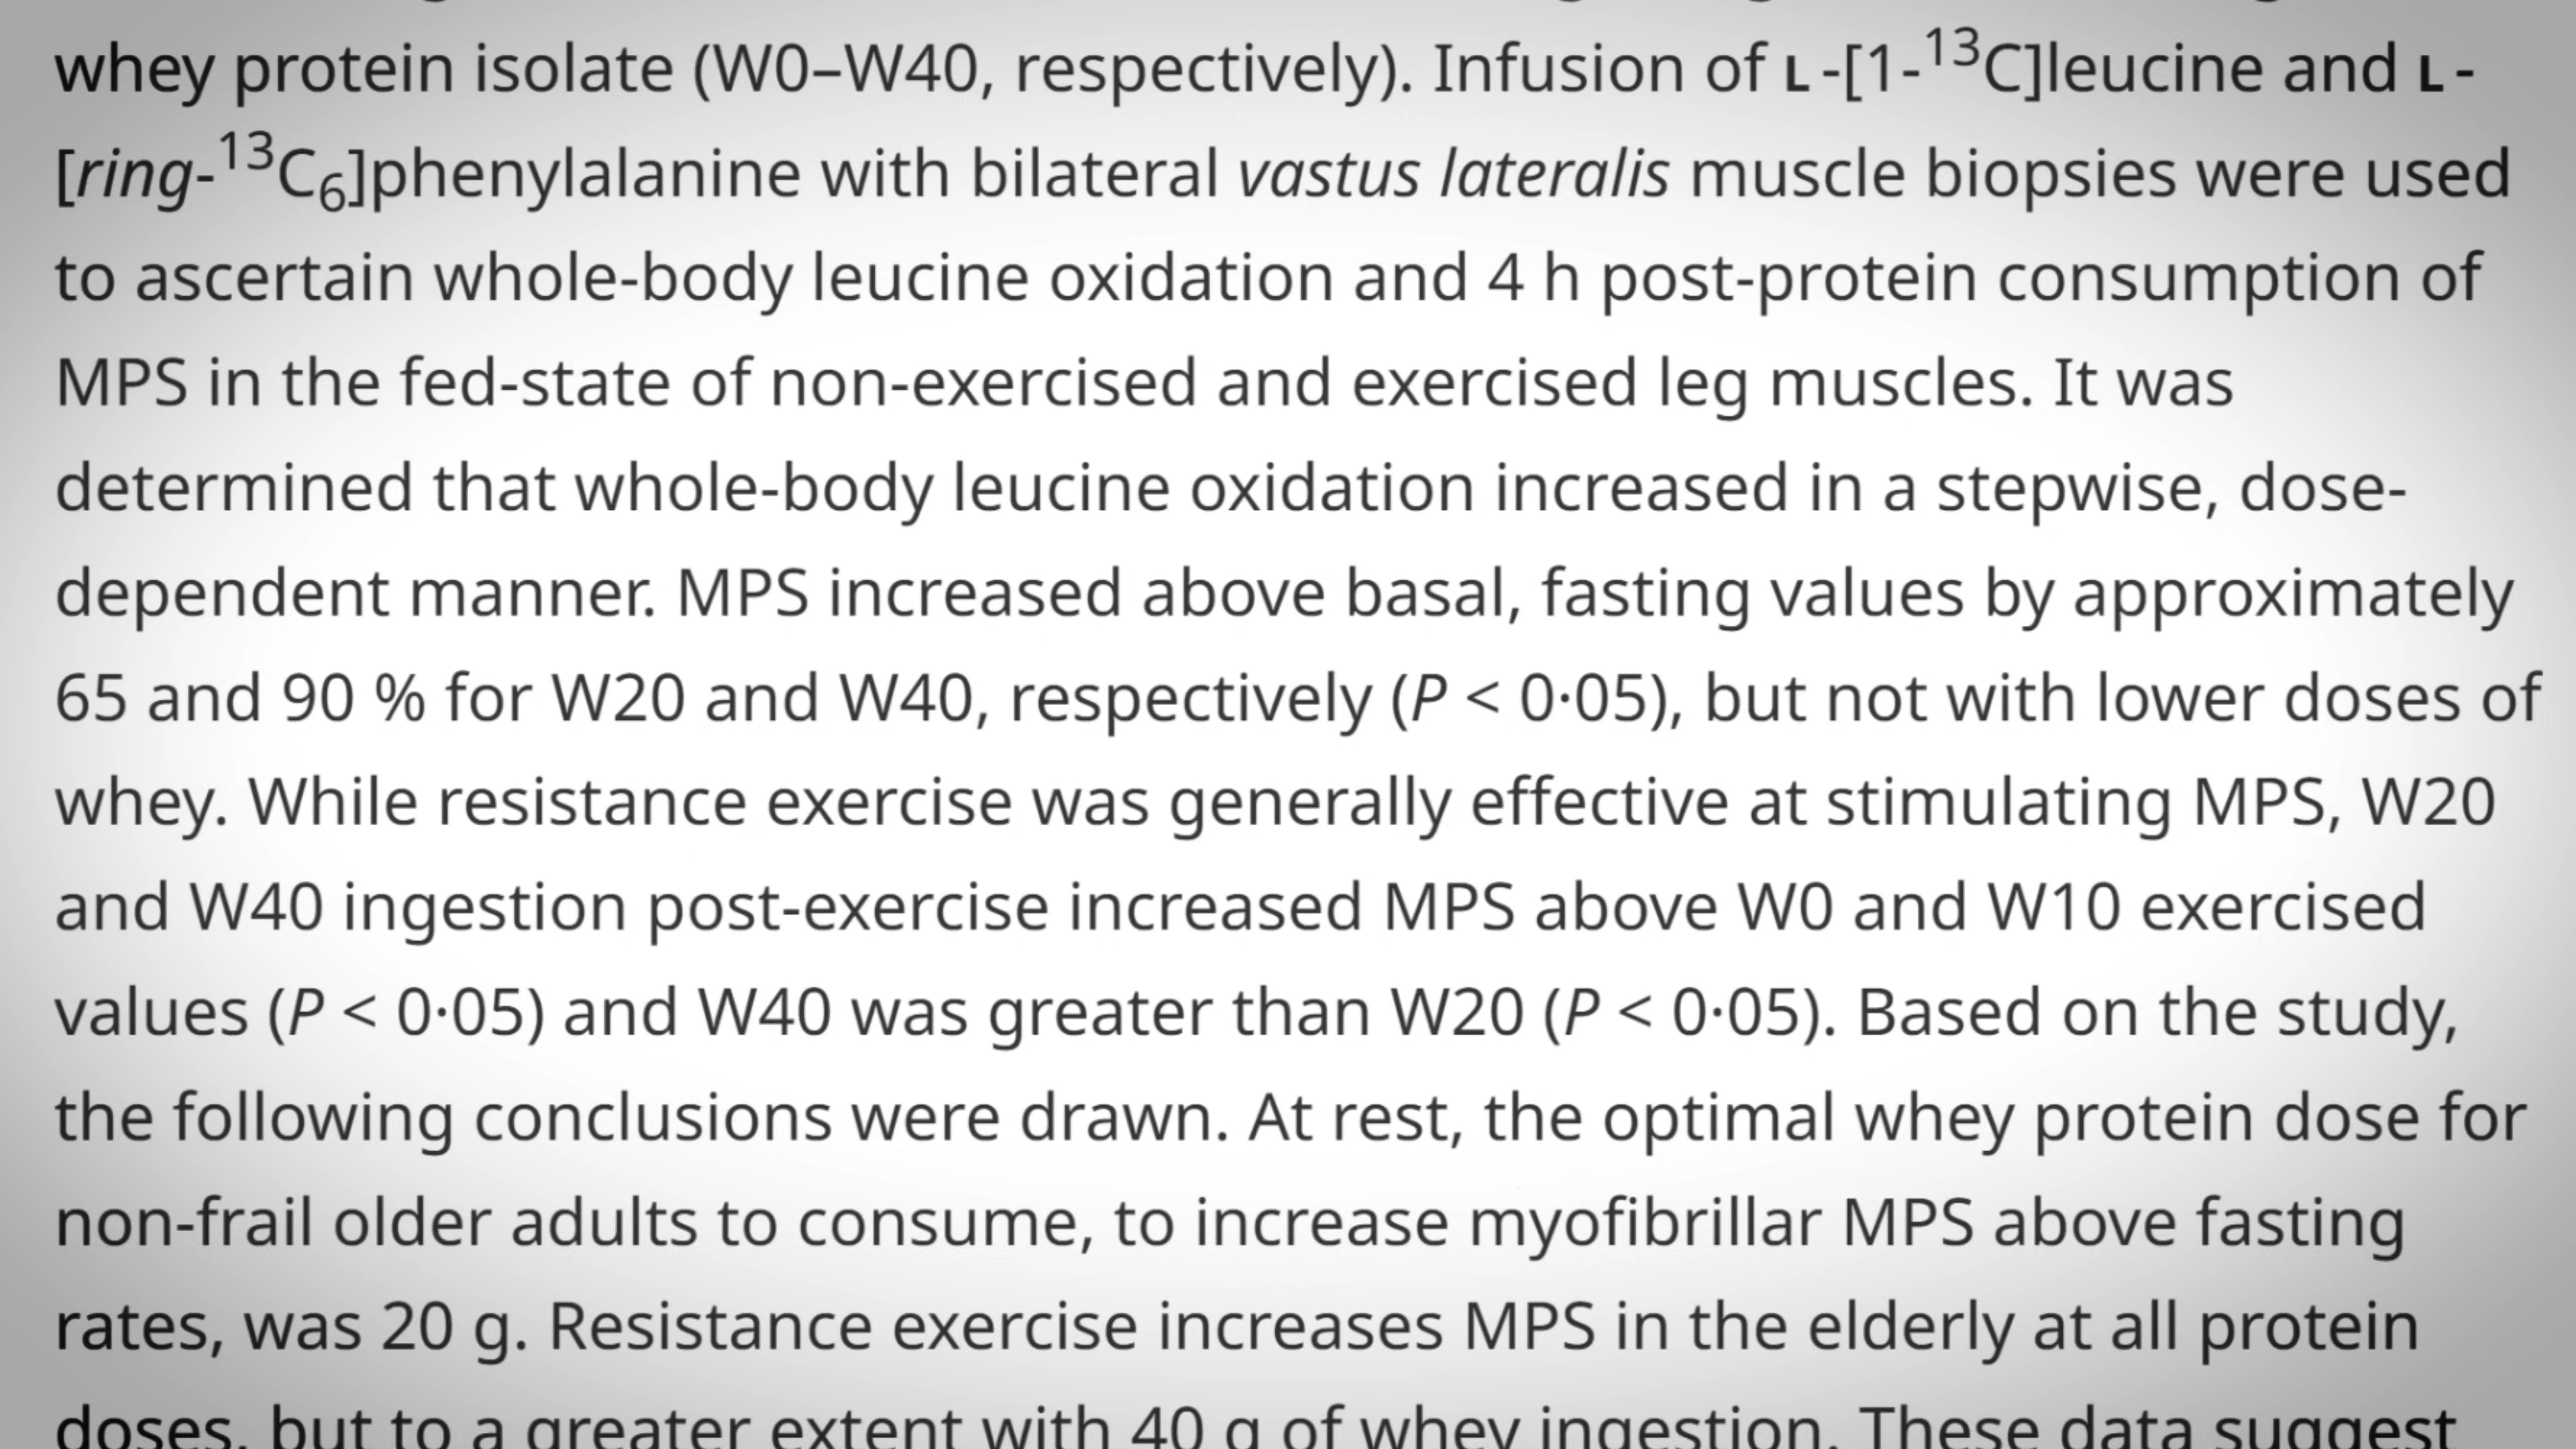 whey protein isolate (W0–W40, respectively). Infusion of L-[1-¹³C]leucine and L-
[ring-¹³C₆]phenylalanine with bilateral vastus lateralis muscle biopsies were used
to ascertain whole-body leucine oxidation and 4 h post-protein consumption of
MPS in the fed-state of non-exercised and exercised leg muscles. It was
determined that whole-body leucine oxidation increased in a stepwise, dose-
dependent manner. MPS increased above basal, fasting values by approximately
65 and 90 % for W20 and W40, respectively (P < 0·05), but not with lower doses of
whey. While resistance exercise was generally effective at stimulating MPS, W20
and W40 ingestion post-exercise increased MPS above W0 and W10 exercised
values (P < 0·05) and W40 was greater than W20 (P < 0·05). Based on the study,
the following conclusions were drawn. At rest, the optimal whey protein dose for
non-frail older adults to consume, to increase myofibrillar MPS above fasting
rates, was 20 g. Resistance exercise increases MPS in the elderly at all protein
doses, but to a greater extent with 40 g of whey ingestion. These data suggest